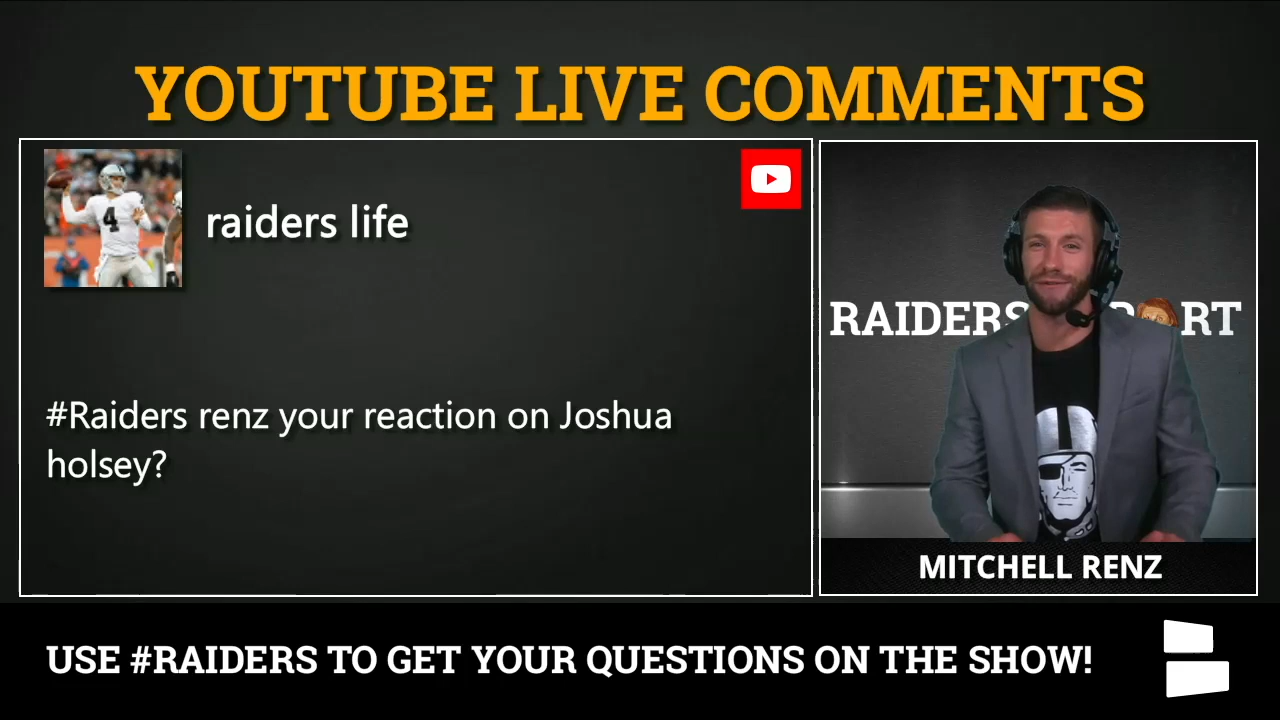 YOUTUBE LIVE COMMENTS
4
raiders life
#Raiders renz your reaction on Joshua
holsey?
RAIDERS RT
MITCHELL RENZ
USE #RAIDERS TO GET YOUR QUESTIONS ON THE SHOW!